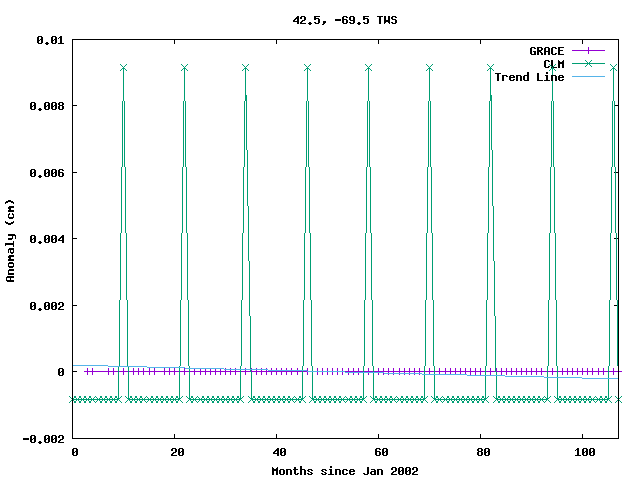 42.5, -69.5 TWS
0.01
GRACE
CLM
Trend Line
0.008
0.006
0.004
0.002
0
-0.002
Anomaly (cm)
0 20 40 60 80 100
Months since Jan 2002